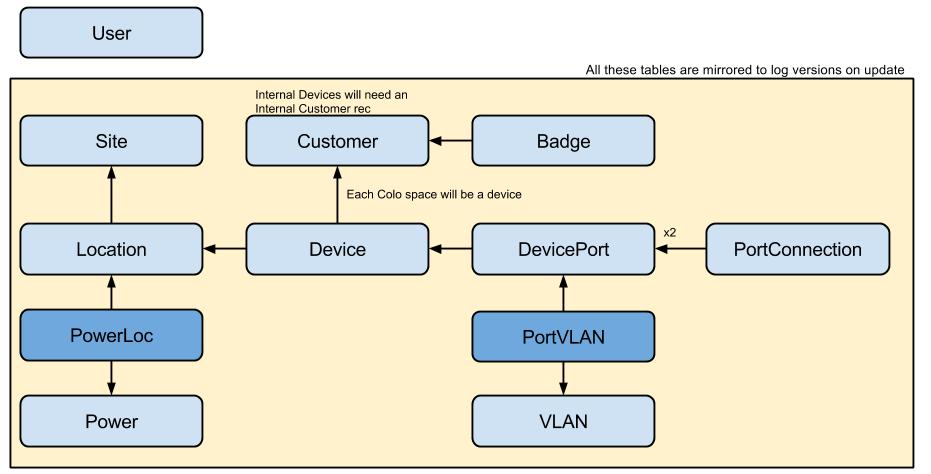 User
All these tables are mirrored to log versions on update
Internal Devices will need an
Internal Customer rec
Site
Customer
Badge
Each Colo space will be a device
Location
Device
DevicePort
x2
PortConnection
PowerLoc
PortVLAN
Power
VLAN